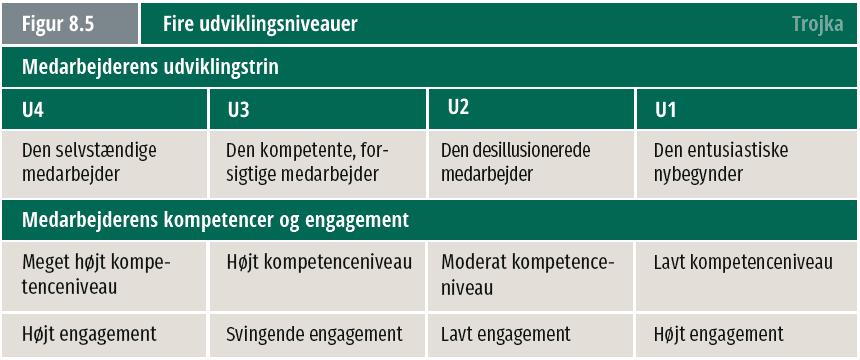 Figur 8.5 Fire udviklingsniveauer Trojka
Medarbejderens udviklingstrin
U4 U3 U2 U1
Den selvstændige Den kompetente, for- Den desillusionerede Den entusiastiske
medarbejder sigtige medarbejder medarbejder nybegynder
Medarbejderens kompetencer og engagement
Meget højt kompe- Højt kompetenceniveau Moderat kompetence- Lavt kompetenceniveau
tenceniveau niveau
Højt engagement Svingende engagement Lavt engagement Højt engagement